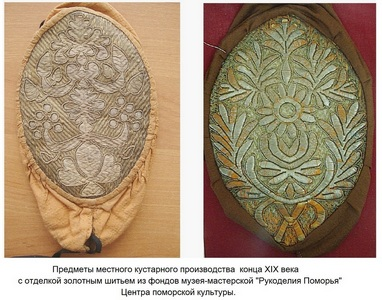 Предметы местного кустарного производства конца XIX века
с отделкой золотным шитьем из фондов музея-мастерской "Рукоделия Поморья"
Центра поморской культуры.